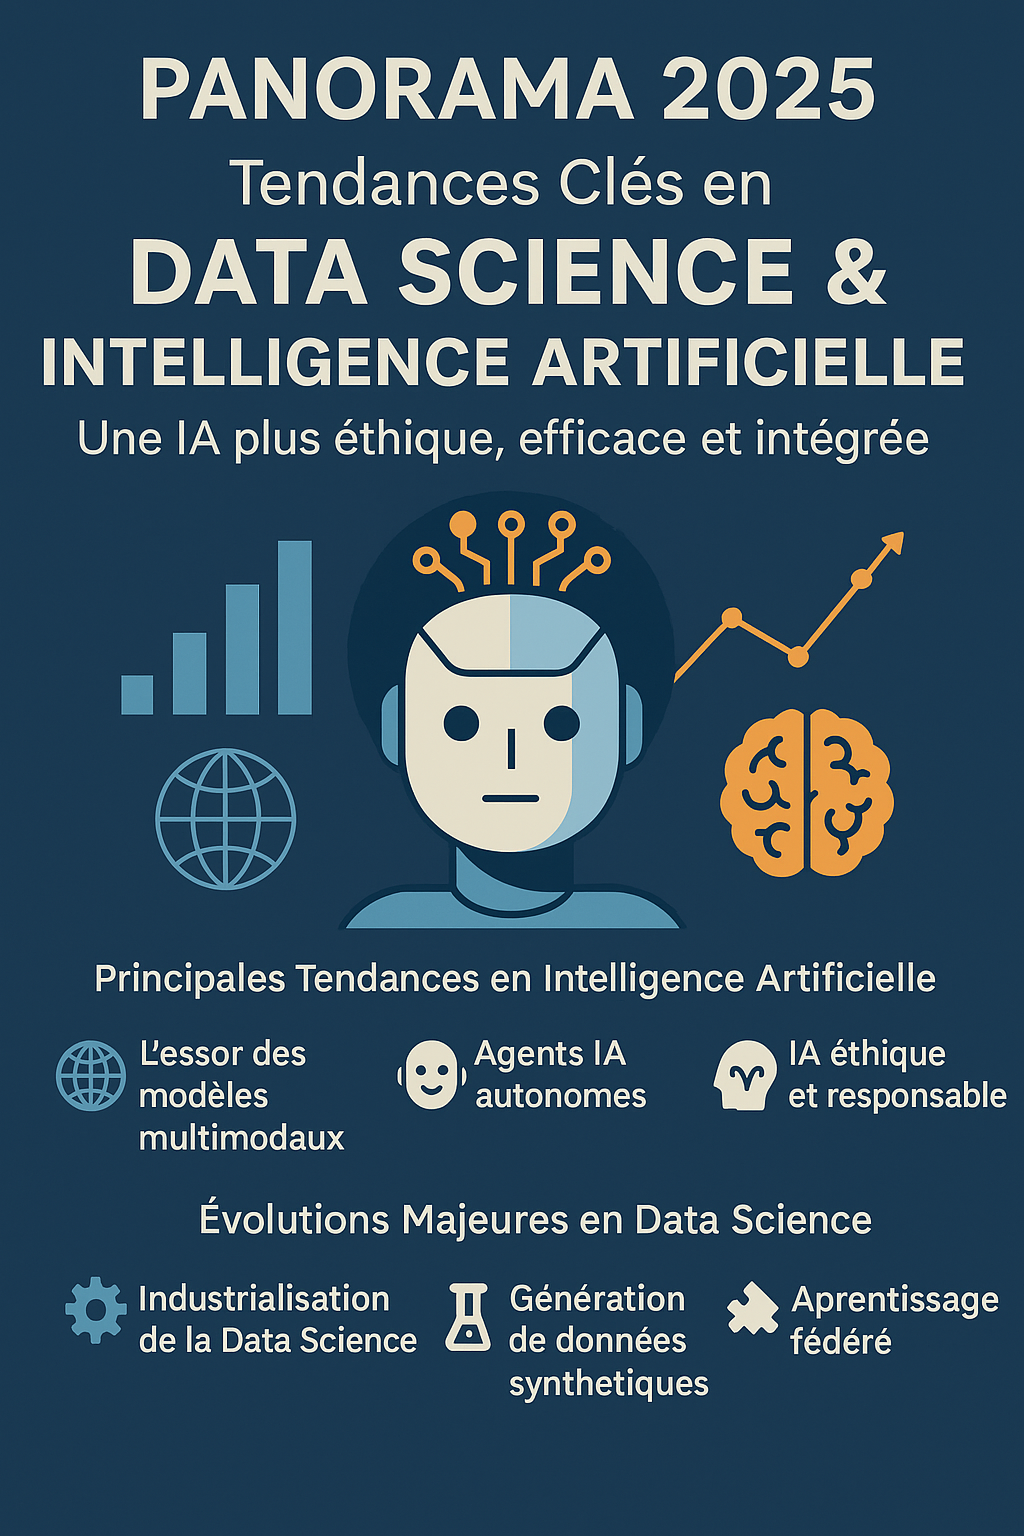 PANORAMA 2025
Tendances Clés en
DATA SCIENCE &
INTELLIGENCE ARTIFICIELLE
Une IA plus éthique, efficace et intégrée
Principales Tendances en Intelligence Artificielle
L'essor des
modèles
multimodaux
Agents IA
autonomes
IA éthique
et responsable
Évolutions Majeures en Data Science
Industrialisation
de la Data Science
Génération
de données
synthetiques
Aprentissage
fédéré